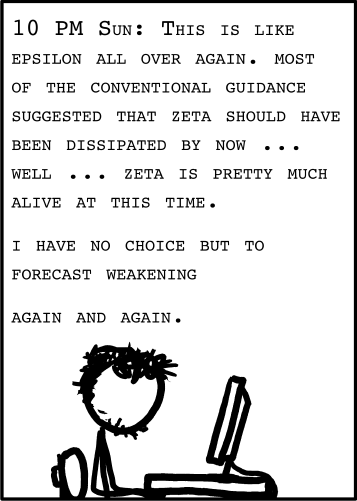 10 PM Sun: This is like
epsilon all over again. most
of the conventional guidance
suggested that zeta should have
been dissipated by now ...
well ... zeta is pretty much
alive at this time.
i have no choice but to
forecast weakening
again and again.